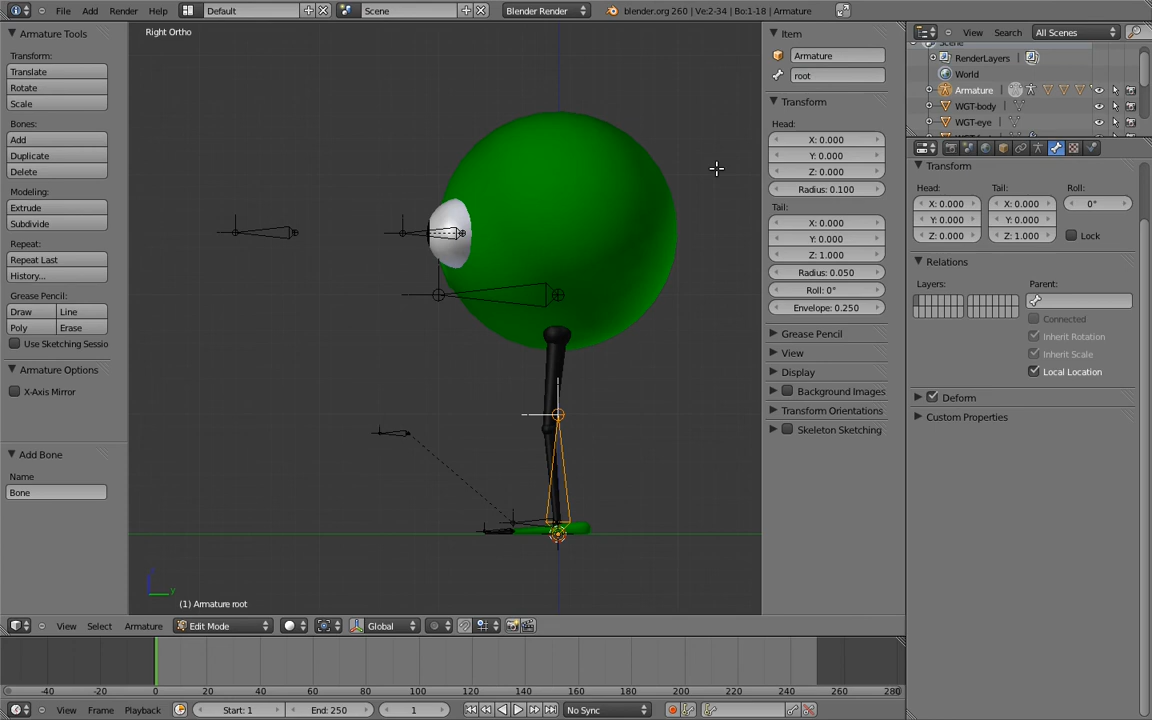 File Add Render Help Default Scene Blender Render blender.org 260 | Ve:2-34 | Bo:1-18 | Armature
Armature Tools
Transform:
Translate
Rotate
Scale
Bones:
Add
Duplicate
Delete
Modeling:
Extrude
Subdivide
Repeat:
Repeat Last
History...
Grease Pencil:
Draw Line
Poly Erase
Use Sketching Sessio
Armature Options
X-Axis Mirror
Add Bone
Name
Bone
Right Ortho
z
y
(1) Armature root
View Select Armature Edit Mode Global
Item
Armature
root
Transform
Head:
X: 0.000
Y: 0.000
Z: 0.000
Radius: 0.100
Tail:
X: 0.000
Y: 0.000
Z: 1.000
Radius: 0.050
Roll: 0°
Envelope: 0.250
Grease Pencil
View
Display
Background Images
Transform Orientations
Skeleton Sketching
View Search All Scenes
RenderLayers
World
Armature
WGT-body
WGT-eye
Transform
Head: Tail: Roll:
X: 0.000 X: 0.000 0°
Y: 0.000 Y: 0.000
Z: 0.000 Z: 1.000 Lock
Relations
Layers: Parent:
Connected
Inherit Rotation
Inherit Scale
Local Location
Deform
Custom Properties
-40 -20 0 20 40 60 80 100 120 140 160 180 200 220 240 260 280
View Frame Playback Start: 1 End: 250 1 No Sync